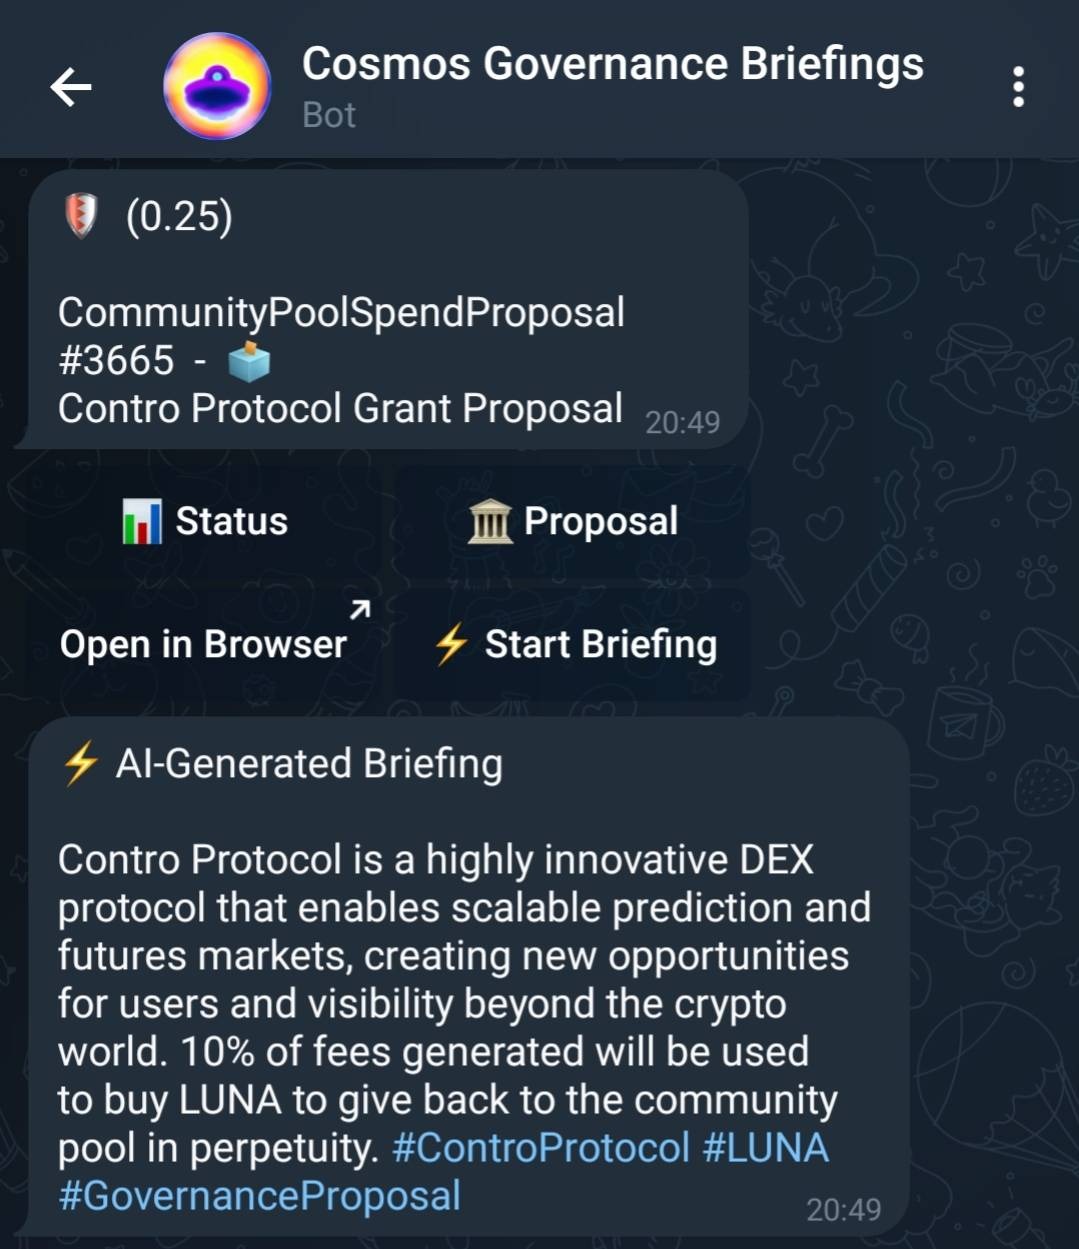 Cosmos Governance Briefings
Bot
(0.25)
CommunityPoolSpendProposal
#3665 -
Contro Protocol Grant Proposal 20:49
Status
Proposal
Open in Browser
Start Briefing
AI-Generated Briefing
Contro Protocol is a highly innovative DEX
protocol that enables scalable prediction and
futures markets, creating new opportunities
for users and visibility beyond the crypto
world. 10% of fees generated will be used
to buy LUNA to give back to the community
pool in perpetuity. #ControProtocol #LUNA
#GovernanceProposal 20:49